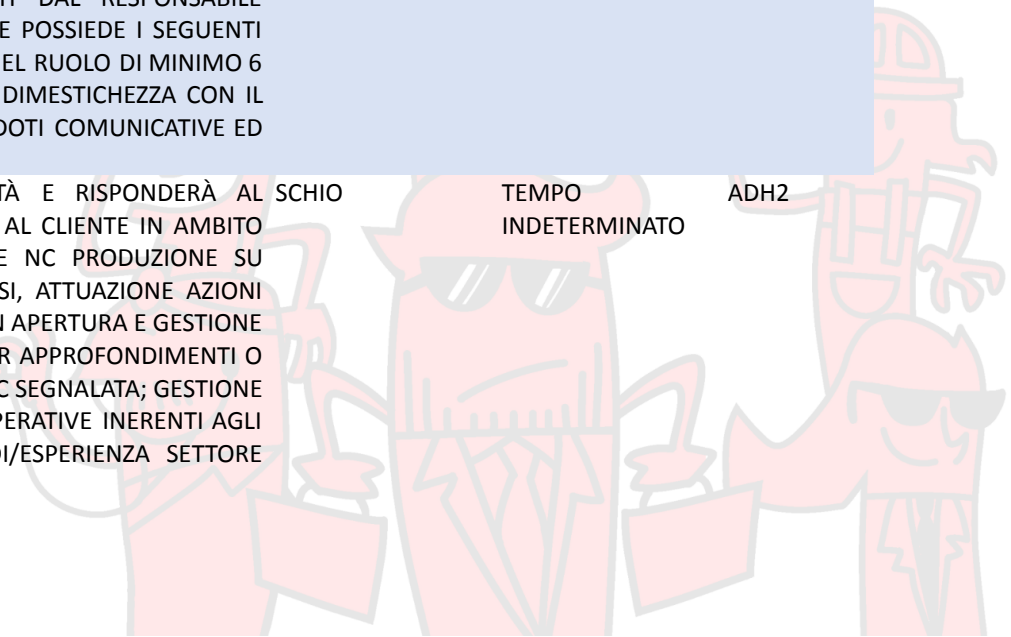 DAL RESPONSABILE
E POSSIEDE I SEGUENTI
EL RUOLO DI MINIMO 6
DIMESTICHEZZA CON IL
DOTI COMUNICATIVE ED
TÀ E RISPONDERÀ AL SCHIO TEMPO ADH2
AL CLIENTE IN AMBITO INDETERMINATO
E NC PRODUZIONE SU
SI, ATTUAZIONE AZIONI
N APERTURA E GESTIONE
R APPROFONDIMENTI O
C SEGNALATA; GESTIONE
PERATIVE INERENTI AGLI
DI/ESPERIENZA SETTORE